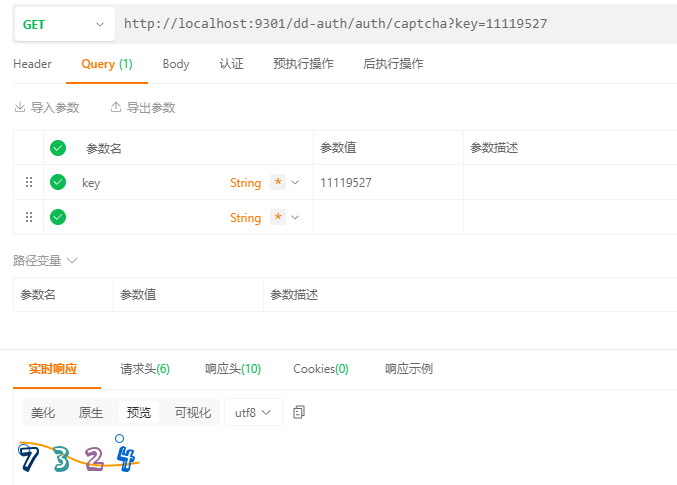 GET http://localhost:9301/dd-auth/auth/captcha?key=11119527
Header Query (1) Body 认证 预执行操作 后执行操作
导入参数 导出参数
参数名 参数值 参数描述
key String * 11119527
String *
路径变量
参数名 参数值 参数描述
实时响应 请求头(6) 响应头(10) Cookies(0) 响应示例
美化 原生 预览 可视化 utf8
7 3 2 4